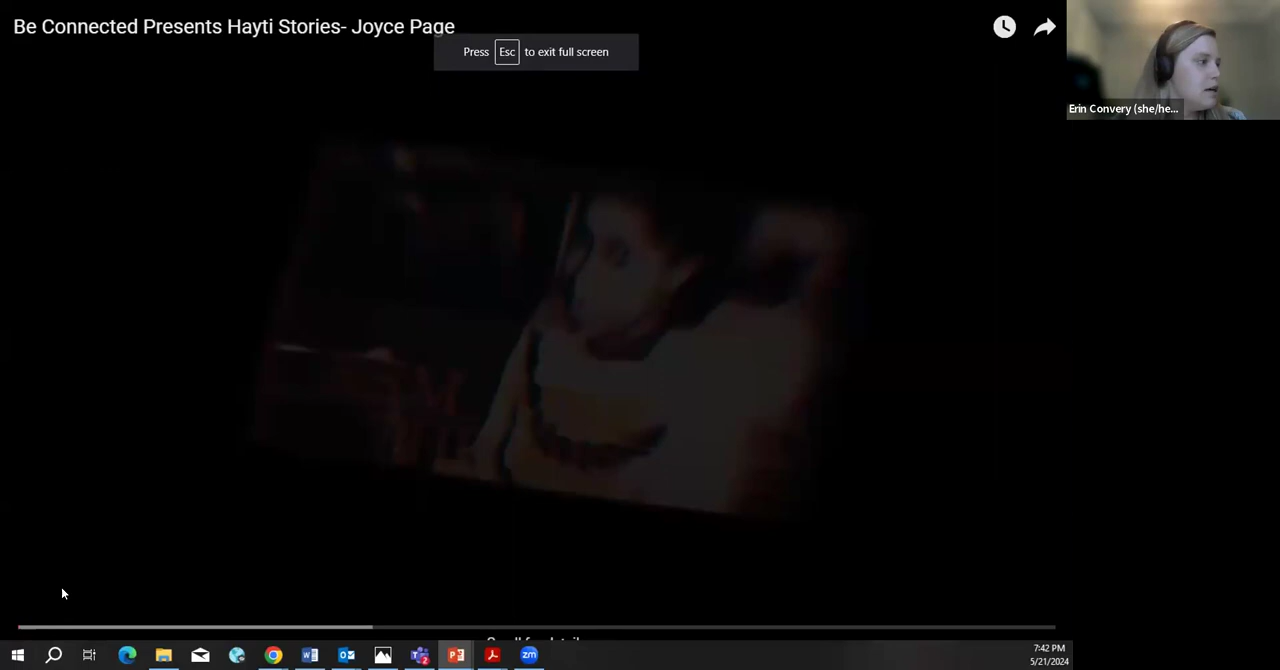 Be Connected Presents Hayti Stories- Joyce Page
Press Esc to exit full screen
Erin Convery (she/he...
7:42 PM
5/21/2024